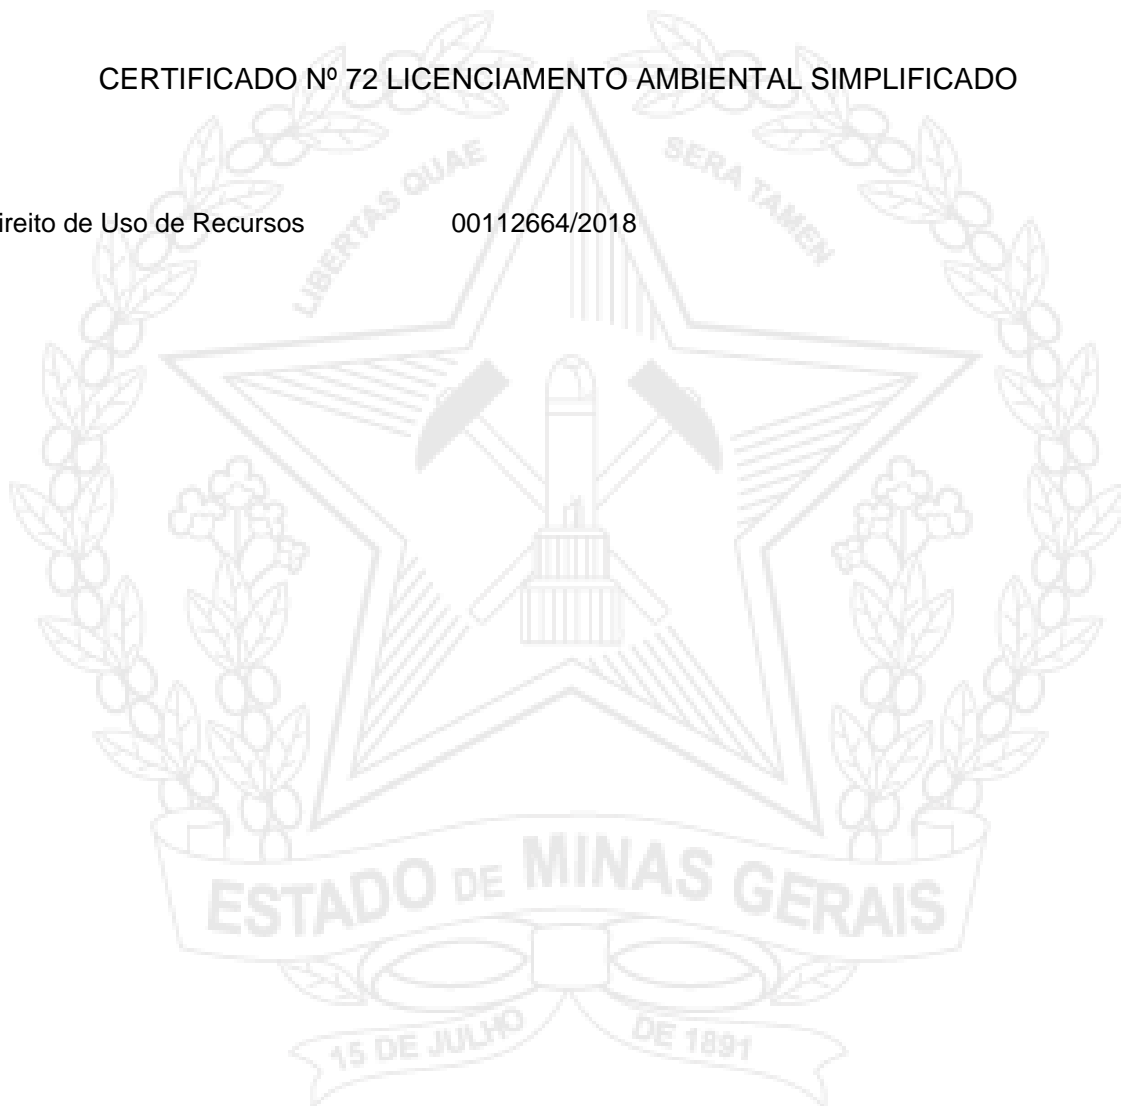 CERTIFICADO Nº 72 LICENCIAMENTO AMBIENTAL SIMPLIFICADO
LIBERTAS QUAE SERA TAMEN
ireito de Uso de Recursos 00112664/2018
ESTADO DE MINAS GERAIS
15 DE JULHO DE 1891